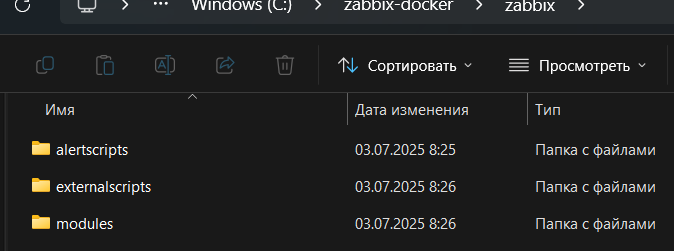 Windows (C:) > zabbix-docker > zabbix >
Сортировать Просмотреть
Имя Дата изменения Тип
alertscripts 03.07.2025 8:25 Папка с файлами
externalscripts 03.07.2025 8:26 Папка с файлами
modules 03.07.2025 8:26 Папка с файлами